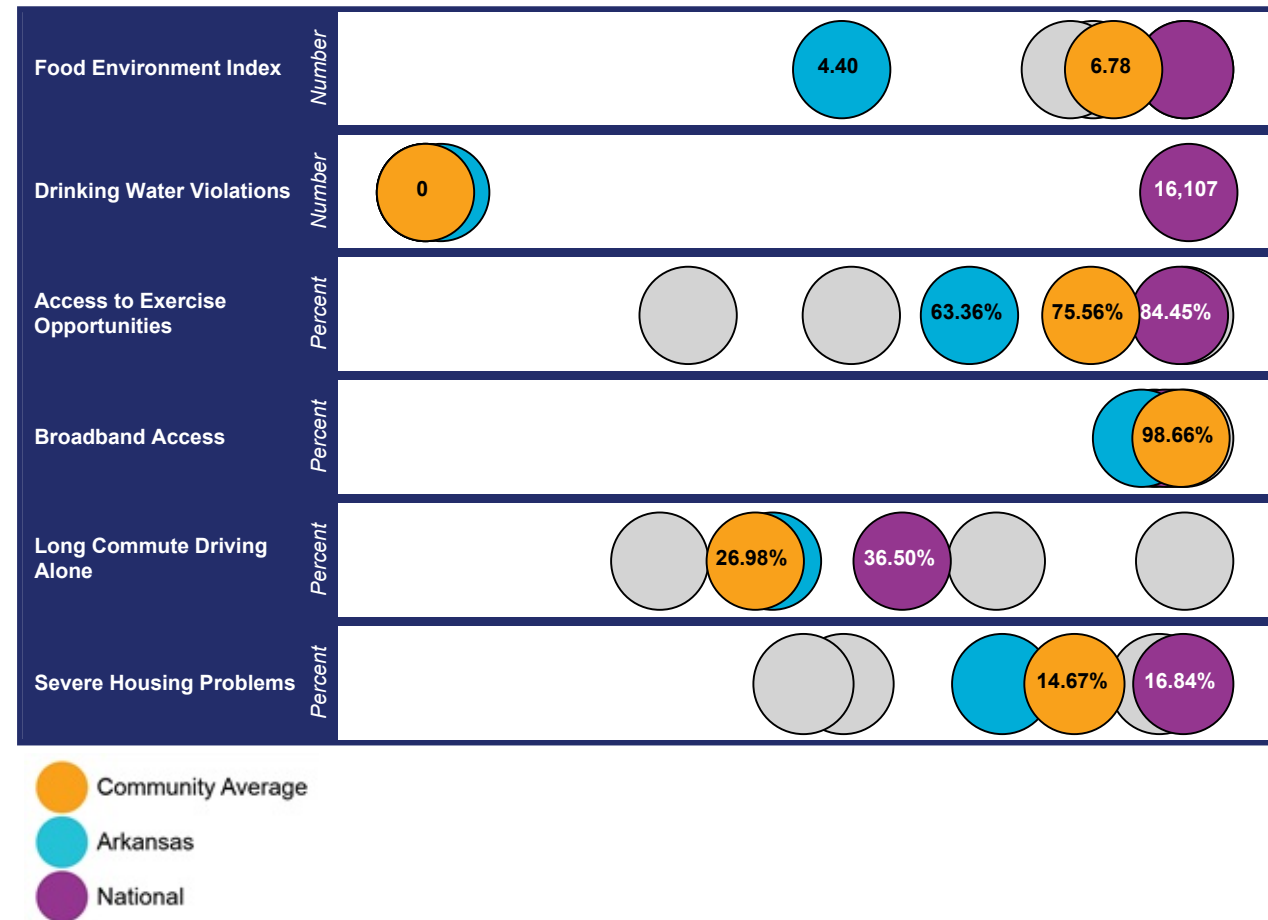 Food Environment Index
Number
4.40
6.78
Drinking Water Violations
Number
0
16,107
Access to Exercise
Opportunities
Percent
63.36%
75.56%
84.45%
Broadband Access
Percent
98.66%
Long Commute Driving
Alone
Percent
26.98%
36.50%
Severe Housing Problems
Percent
14.67%
16.84%
Community Average
Arkansas
National